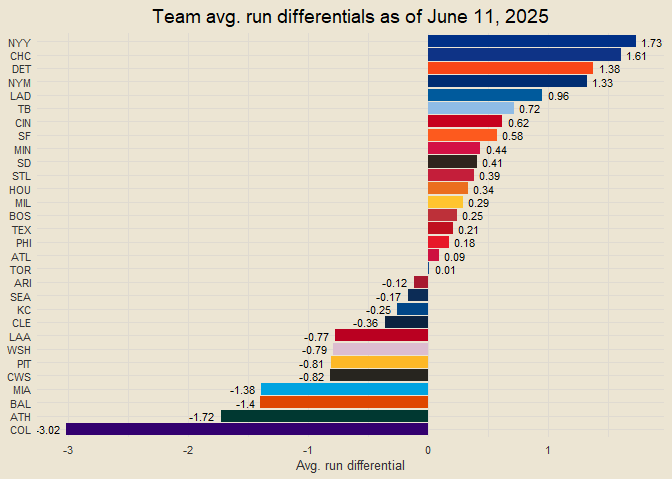 Team avg. run differentials as of June 11, 2025
NYY 1.73
CHC 1.61
DET 1.38
NYM 1.33
LAD 0.96
TB 0.72
CIN 0.62
SF 0.58
MIN 0.44
SD 0.41
STL 0.39
HOU 0.34
MIL 0.29
BOS 0.25
TEX 0.21
PHI 0.18
ATL 0.09
TOR 0.01
ARI -0.12
SEA -0.17
KC -0.25
CLE -0.36
LAA -0.77
WSH -0.79
PIT -0.81
CWS -0.82
MIA -1.38
BAL -1.4
ATH -1.72
COL -3.02
-3 -2 -1 0 1
Avg. run differential